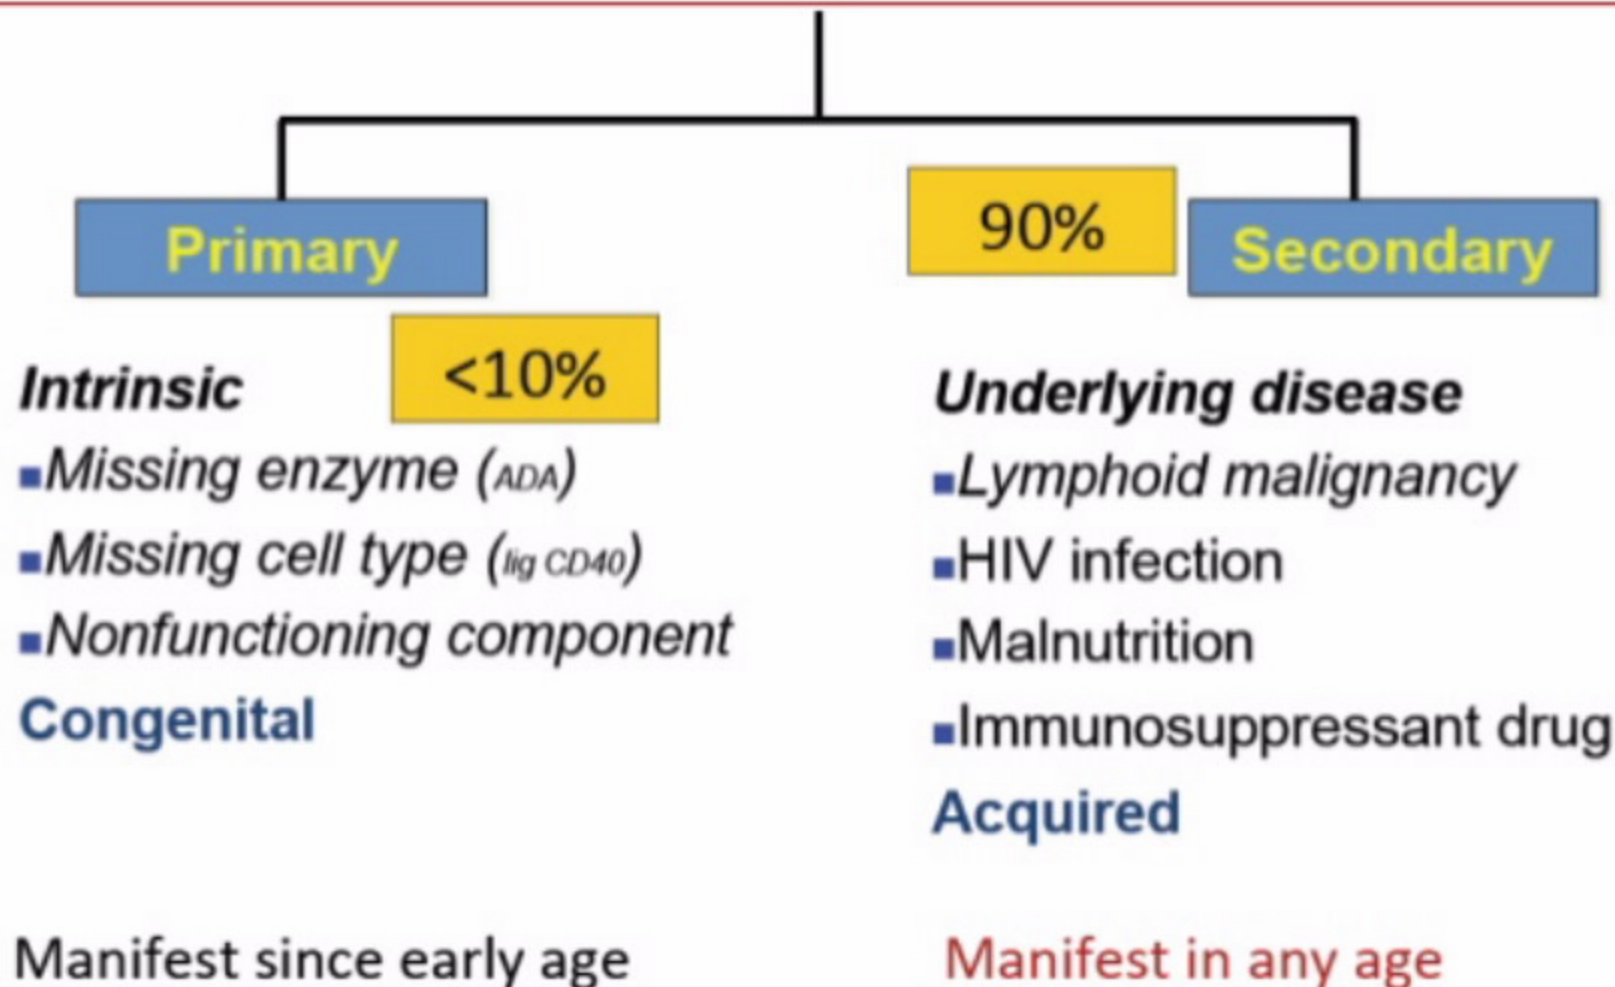 Primary
<10%
Intrinsic
▪Missing enzyme (ADA)
▪Missing cell type (lig CD40)
▪Nonfunctioning component
Congenital
Manifest since early age
90%
Secondary
Underlying disease
▪Lymphoid malignancy
▪HIV infection
▪Malnutrition
▪Immunosuppressant drug
Acquired
Manifest in any age